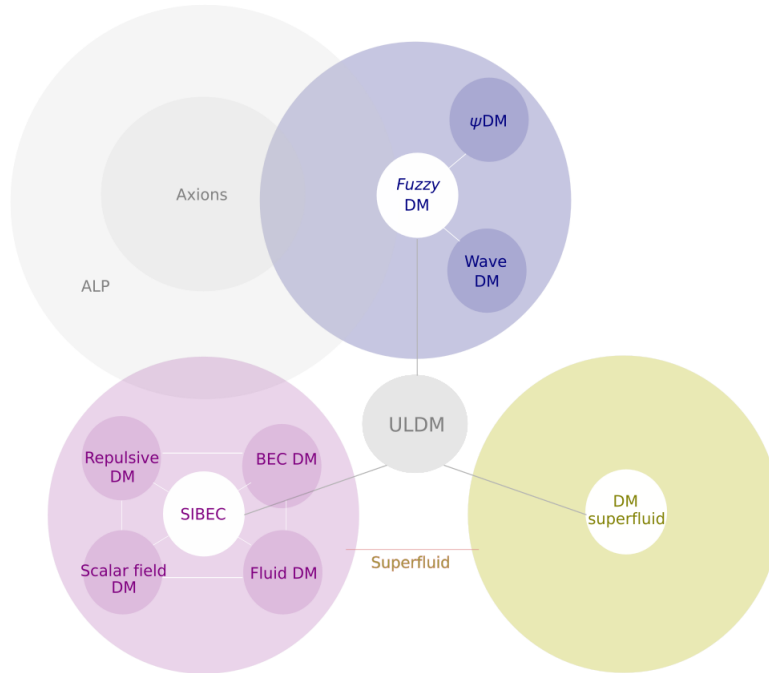 ψDM
Fuzzy
DM
Axions
Wave
DM
ALP
ULDM
Repulsive
DM
BEC DM
SIBEC
DM
superfluid
Superfluid
Scalar field
DM
Fluid DM